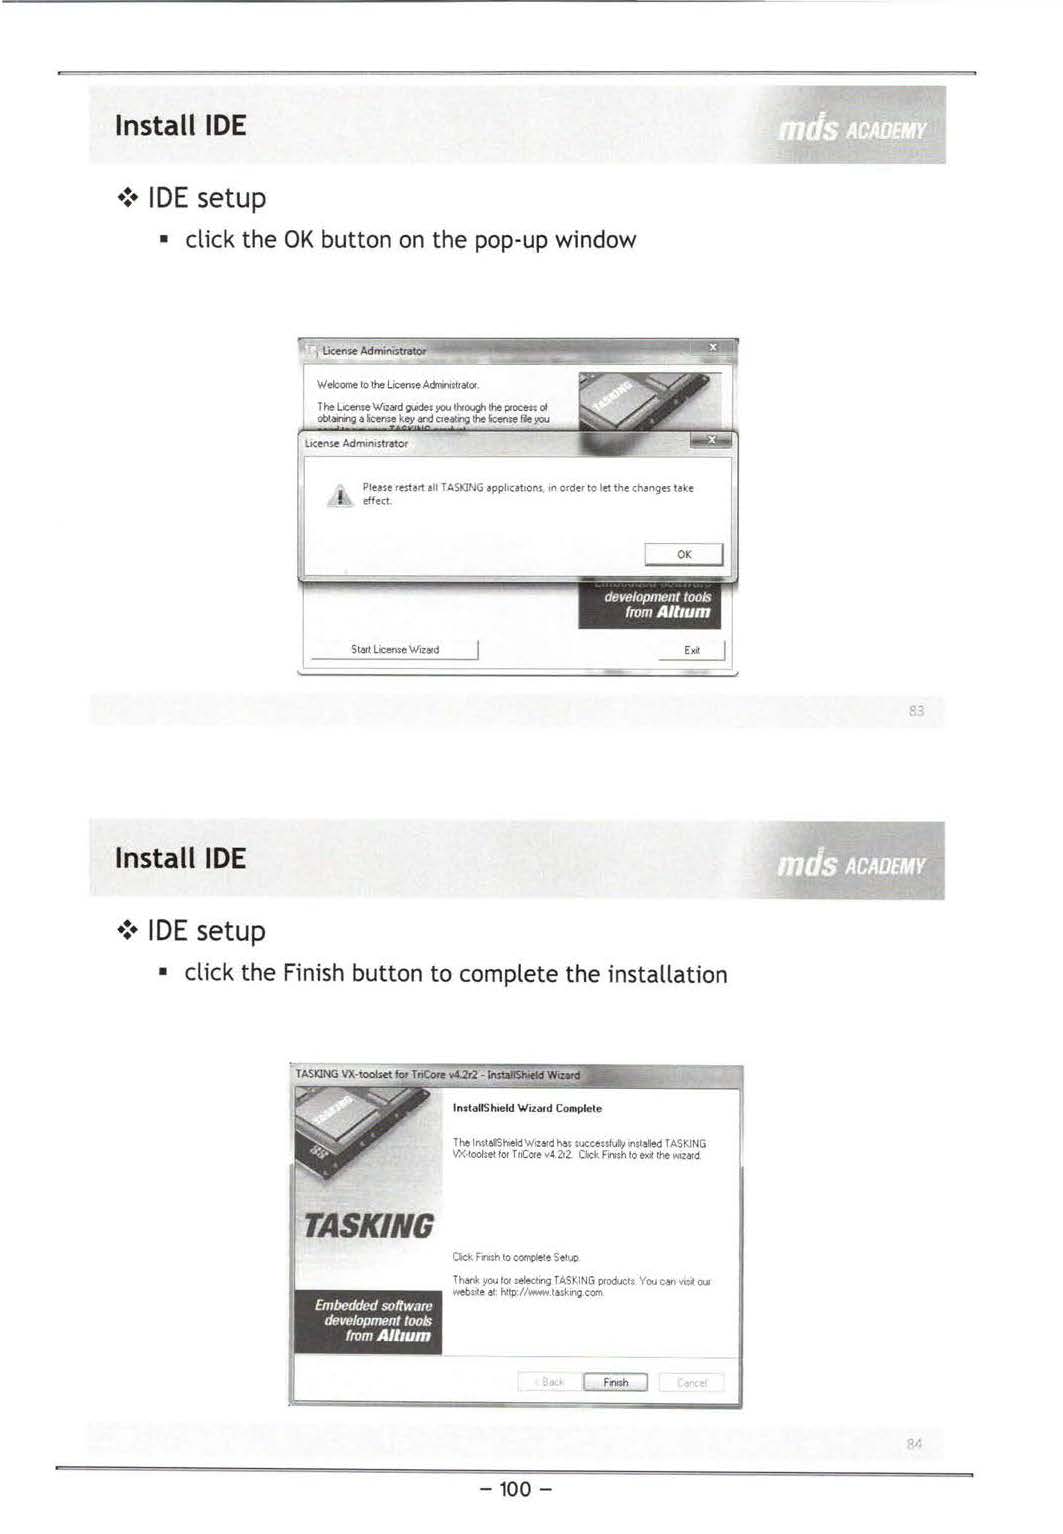 Install IDE
mds ACADEMY
IDE setup
click the OK button on the pop-up window
License Administrator
Welcome to the License Administrator.
The License Wizard guides you through the process of
obtaining a license key and creating the license file you
License Administrator
Please restart all TASKING applications, in order to let the changes take
effect.
OK
development tools
from Altium
Start License Wizard
Exit
83
Install IDE
mds ACADEMY
IDE setup
click the Finish button to complete the installation
TASKING VX-toolset for TriCore v4.2r2 - InstallShield Wizard
InstallShield Wizard Complete
The InstallShield Wizard has successfully installed TASKING
VX-toolset for TriCore v4.2r2. Click Finish to exit the wizard.
TASKING
Click Finish to complete Setup.
Thank you for selecting TASKING products. You can visit our
website at: http://www.tasking.com.
Embedded software
development tools
from Altium
< Back
Finish
Cancel
84
- 100 -